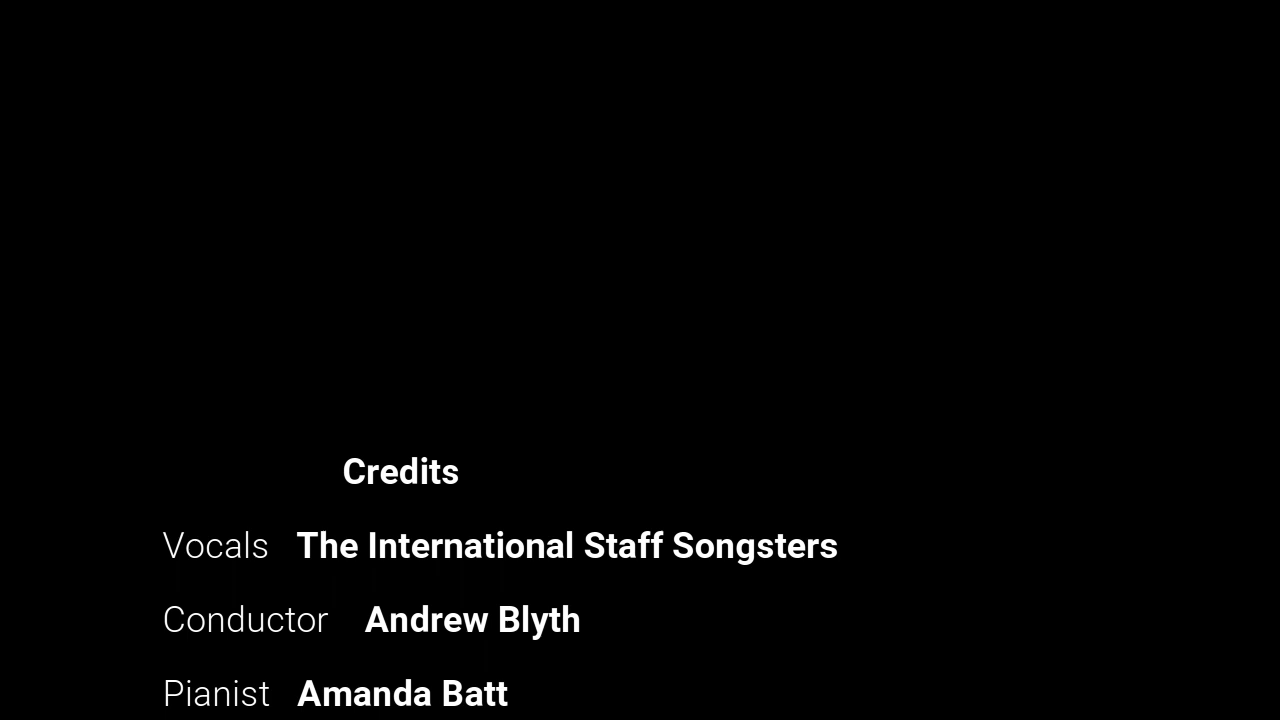 Credits
Vocals The International Staff Songsters
Conductor Andrew Blyth
Pianist Amanda Batt